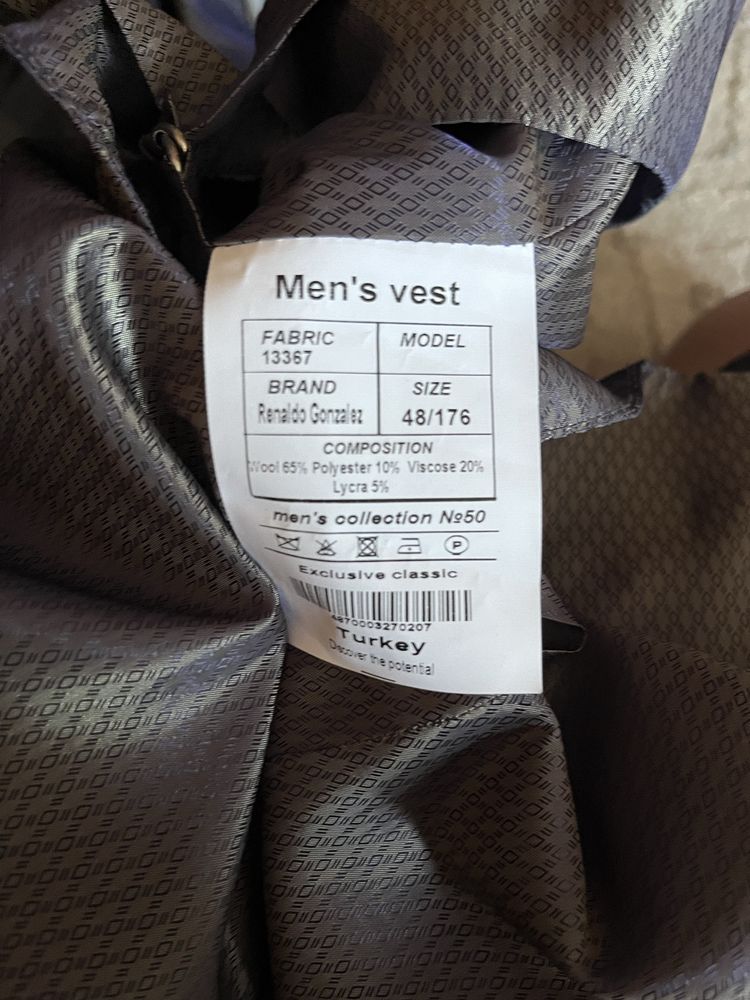 Men's vest
FABRIC
13367
MODEL
BRAND
Renaldo Gonzalez
SIZE
48/176
COMPOSITION
Wool 65% Polyester 10% Viscose 20%
Lycra 5%
men's collection №50
P
Exclusive classic
4870003270207
Turkey
Discover the potential